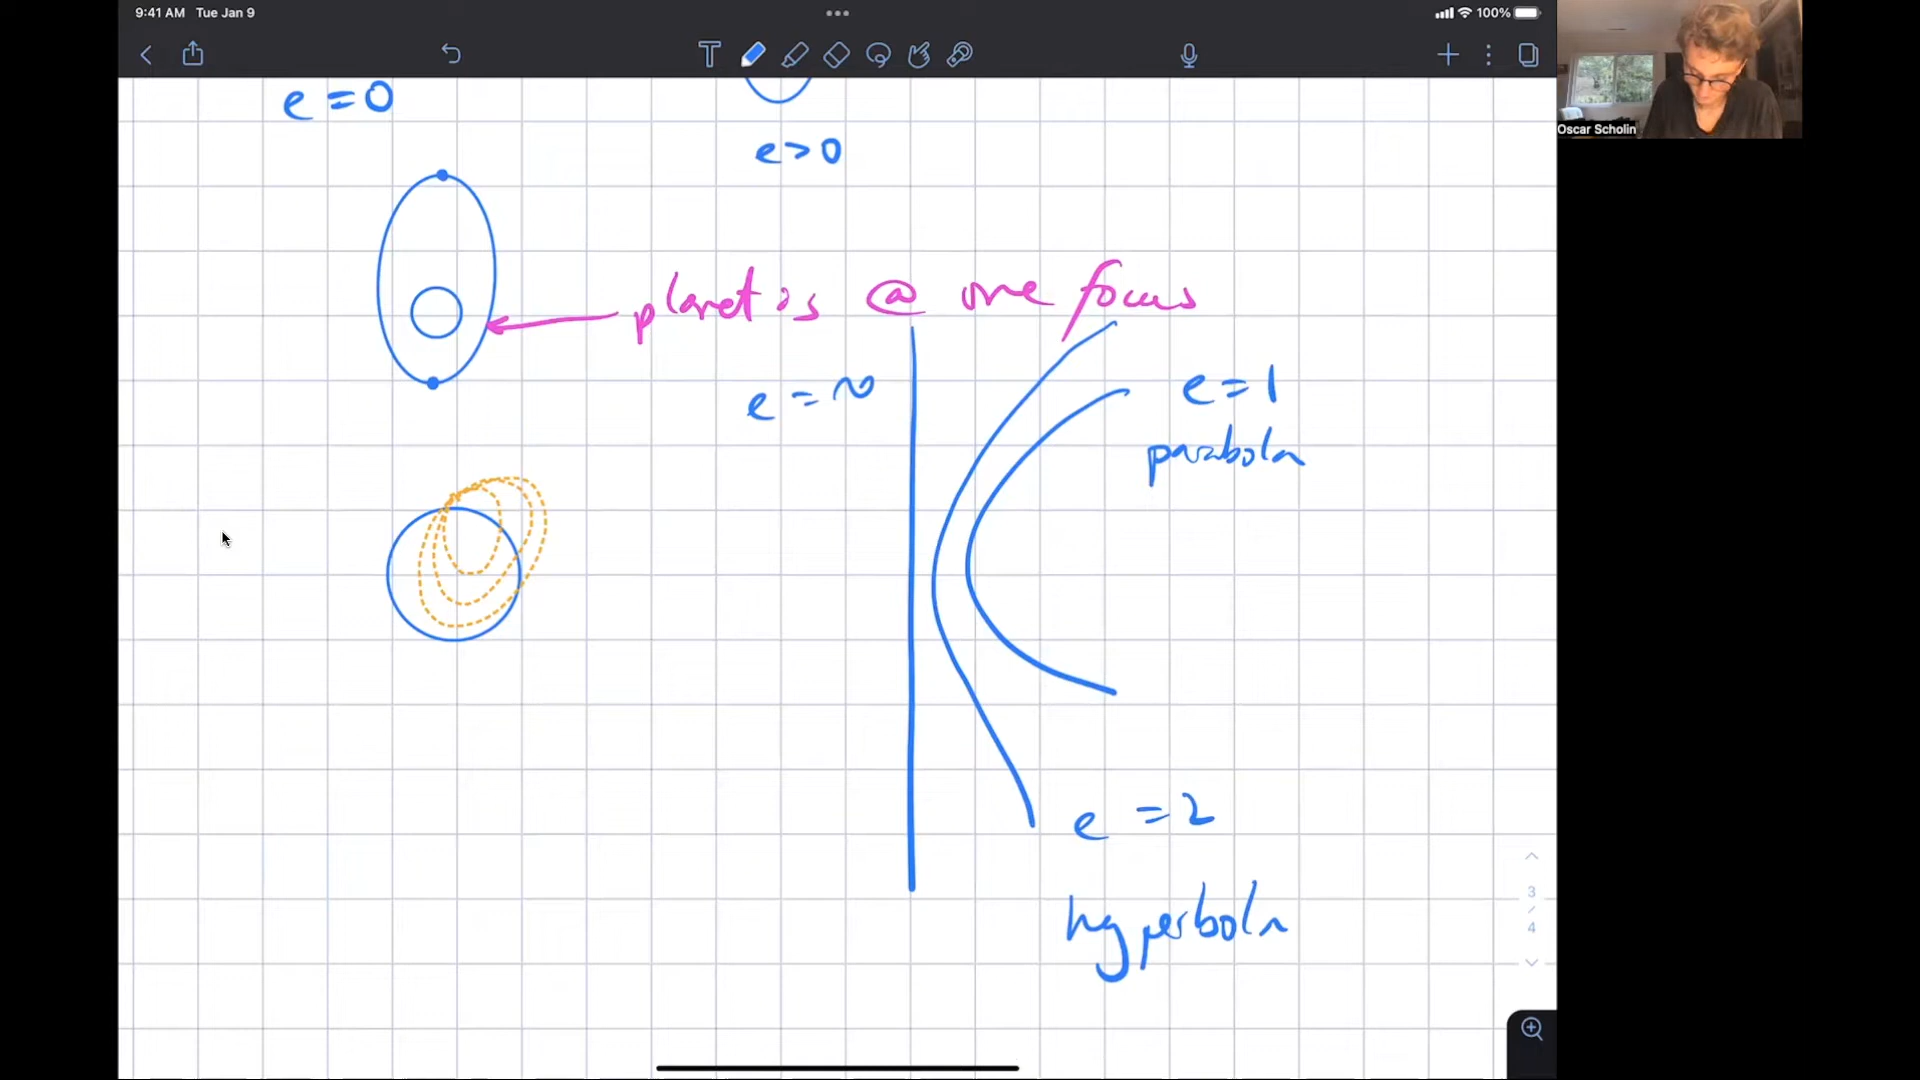 9:41 AM Tue Jan 9
100%
Oscar Scholin
e = 0
e > 0
planet is @ one focus
e = ∞
e = 1
parabola
e = 2
hyperbola
3
/
4